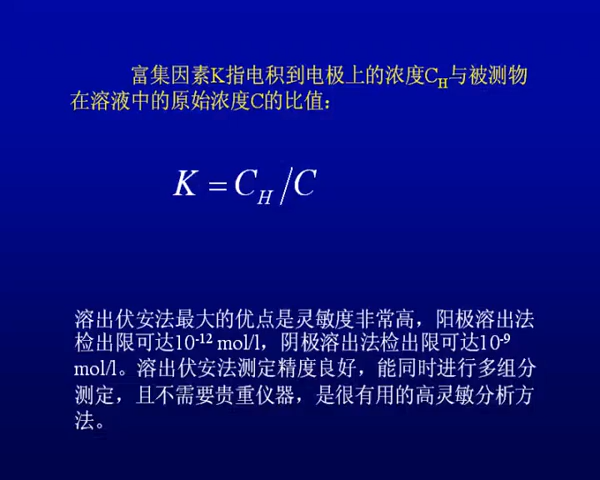 富集因素K指电积到电极上的浓度C_H与被测物
在溶液中的原始浓度C的比值：
K = C_H/C
溶出伏安法最大的优点是灵敏度非常高，阳极溶出法
检出限可达10⁻¹² mol/l，阴极溶出法检出限可达10⁻⁹
mol/l。溶出伏安法测定精度良好，能同时进行多组分
测定，且不需要贵重仪器，是很有用的高灵敏分析方
法。